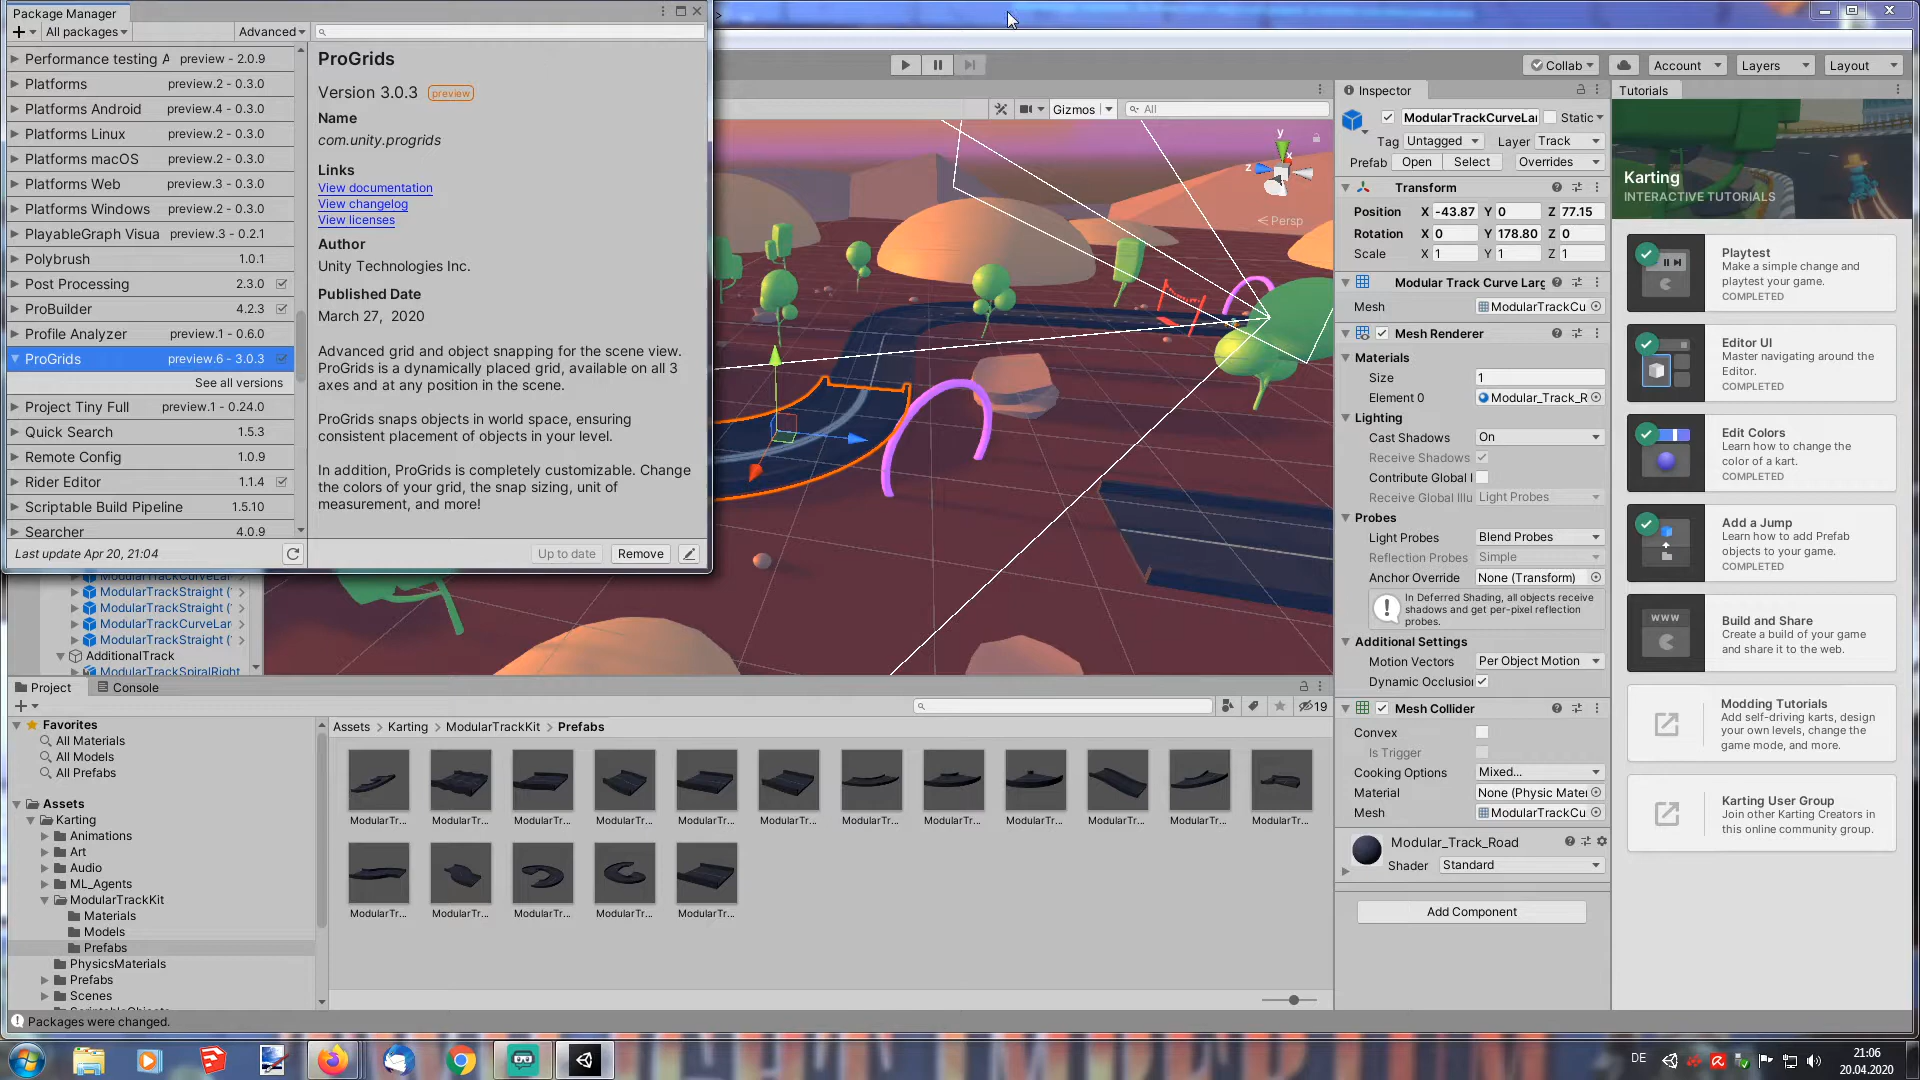 Package Manager
All packages
Advanced
Performance testing A preview - 2.0.9
Platforms preview.2 - 0.3.0
Platforms Android preview.4 - 0.3.0
Platforms Linux preview.2 - 0.3.0
Platforms macOS preview.2 - 0.3.0
Platforms Web preview.3 - 0.3.0
Platforms Windows preview.2 - 0.3.0
PlayableGraph Visua preview.3 - 0.2.1
Polybrush 1.0.1
Post Processing 2.3.0
ProBuilder 4.2.3
Profile Analyzer preview.1 - 0.6.0
ProGrids preview.6 - 3.0.3
See all versions
Project Tiny Full preview.1 - 0.24.0
Quick Search 1.5.3
Remote Config 1.0.9
Rider Editor 1.1.4
Scriptable Build Pipeline 1.5.10
Searcher 4.0.9
Last update Apr 20, 21:04
ProGrids
Version 3.0.3 preview
Name
com.unity.progrids
Links
View documentation
View changelog
View licenses
Author
Unity Technologies Inc.
Published Date
March 27, 2020
Advanced grid and object snapping for the scene view.
ProGrids is a dynamically placed grid, available on all 3
axes and at any position in the scene.
ProGrids snaps objects in world space, ensuring
consistent placement of objects in your level.
In addition, ProGrids is completely customizable. Change
the colors of your grid, the snap sizing, unit of
measurement, and more!
Up to date
Remove
Collab
Account
Layers
Layout
Gizmos
All
y
x
z
Persp
ModularTrackCurveLar
ModularTrackStraight (
ModularTrackStraight (
ModularTrackCurveLar
ModularTrackStraight (
AdditionalTrack
ModularTrackSpiralRight
Inspector
ModularTrackCurveLar
Static
Tag Untagged Layer Track
Prefab Open Select Overrides
Transform
Position X -43.87 Y 0 Z 77.15
Rotation X 0 Y 178.80 Z 0
Scale X 1 Y 1 Z 1
Modular Track Curve Larg
Mesh ModularTrackCu
Mesh Renderer
Materials
Size 1
Element 0 Modular_Track_R
Lighting
Cast Shadows On
Receive Shadows
Contribute Global I
Receive Global Illu Light Probes
Probes
Light Probes Blend Probes
Reflection Probes Simple
Anchor Override None (Transform)
In Deferred Shading, all objects receive
shadows and get per-pixel reflection
probes.
Additional Settings
Motion Vectors Per Object Motion
Dynamic Occlusion
Mesh Collider
Convex
Is Trigger
Cooking Options Mixed...
Material None (Physic Mater
Mesh ModularTrackCu
Modular_Track_Road
Shader Standard
Add Component
Tutorials
Karting
INTERACTIVE TUTORIALS
Playtest
Make a simple change and
playtest your game.
COMPLETED
Editor UI
Master navigating around the
Editor.
COMPLETED
Edit Colors
Learn how to change the
color of a kart.
COMPLETED
Add a Jump
Learn how to add Prefab
objects to your game.
COMPLETED
WWW
Build and Share
Create a build of your game
and share it to the web.
Modding Tutorials
Add self-driving karts, design
your own levels, change the
game mode, and more.
Karting User Group
Join other Karting Creators in
this online community group.
Project
Console
19
Favorites
All Materials
All Models
All Prefabs
Assets
Karting
Animations
Art
Audio
ML_Agents
ModularTrackKit
Materials
Models
Prefabs
PhysicsMaterials
Prefabs
Scenes
Assets > Karting > ModularTrackKit > Prefabs
ModularTr... ModularTr... ModularTr... ModularTr... ModularTr... ModularTr... ModularTr... ModularTr... ModularTr... ModularTr... ModularTr... ModularTr...
ModularTr... ModularTr... ModularTr... ModularTr... ModularTr...
Packages were changed.
DE
21:06
20.04.2020